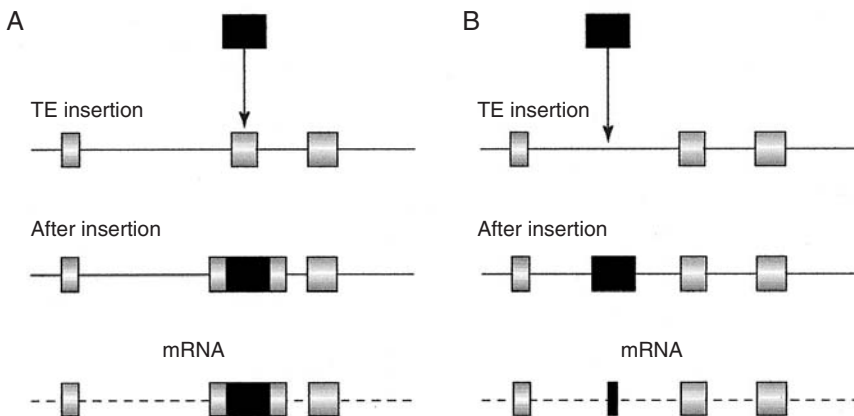 A
TE insertion
After insertion
mRNA
B
TE insertion
After insertion
mRNA